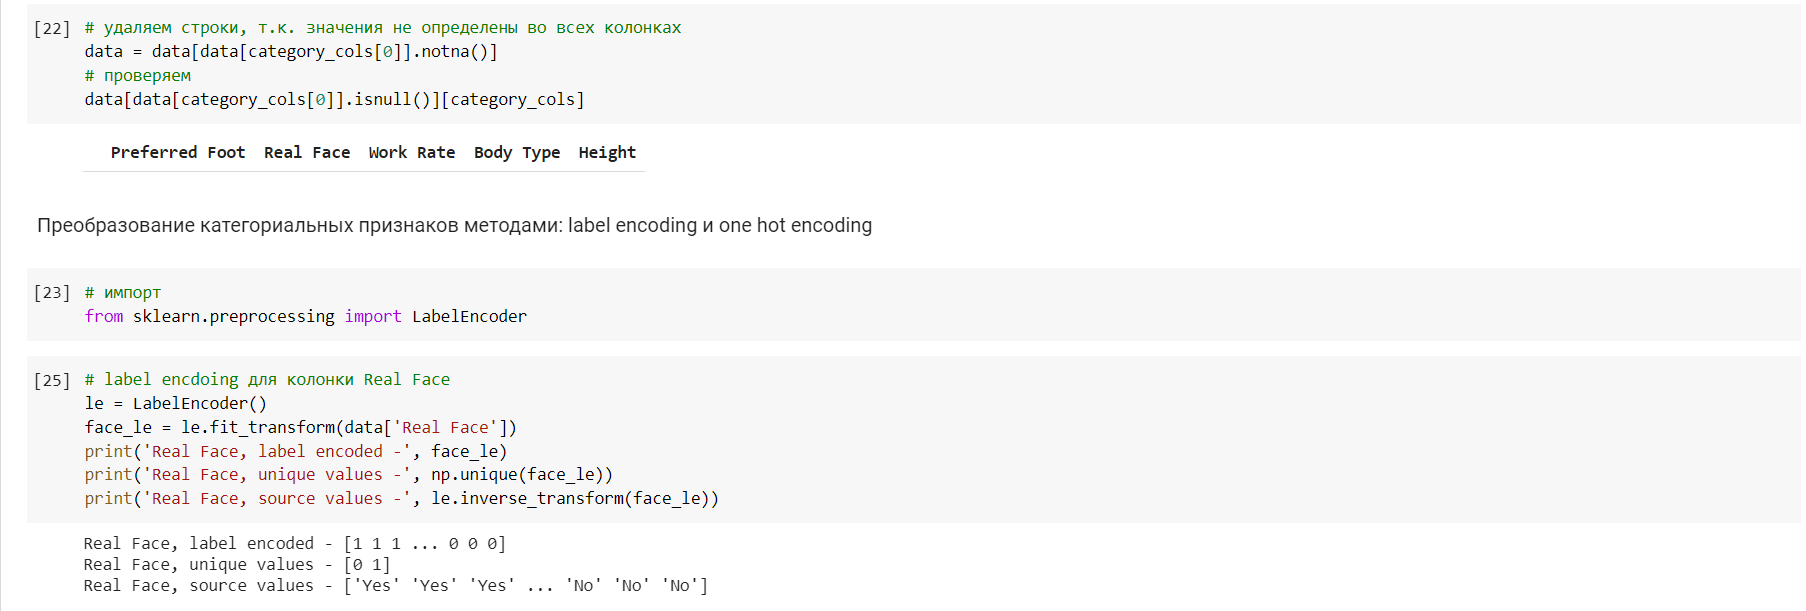 [22] # удаляем строки, т.к. значения не определены во всех колонках
data = data[data[category_cols[0]].notna()]
# проверяем
data[data[category_cols[0]].isnull()][category_cols]
Preferred Foot Real Face Work Rate Body Type Height
Преобразование категориальных признаков методами: label encoding и one hot encoding
[23] # импорт
from sklearn.preprocessing import LabelEncoder
[25] # label encdoing для колонки Real Face
le = LabelEncoder()
face_le = le.fit_transform(data['Real Face'])
print('Real Face, label encoded -', face_le)
print('Real Face, unique values -', np.unique(face_le))
print('Real Face, source values -', le.inverse_transform(face_le))
Real Face, label encoded - [1 1 1 ... 0 0 0]
Real Face, unique values - [0 1]
Real Face, source values - ['Yes' 'Yes' 'Yes' ... 'No' 'No' 'No']